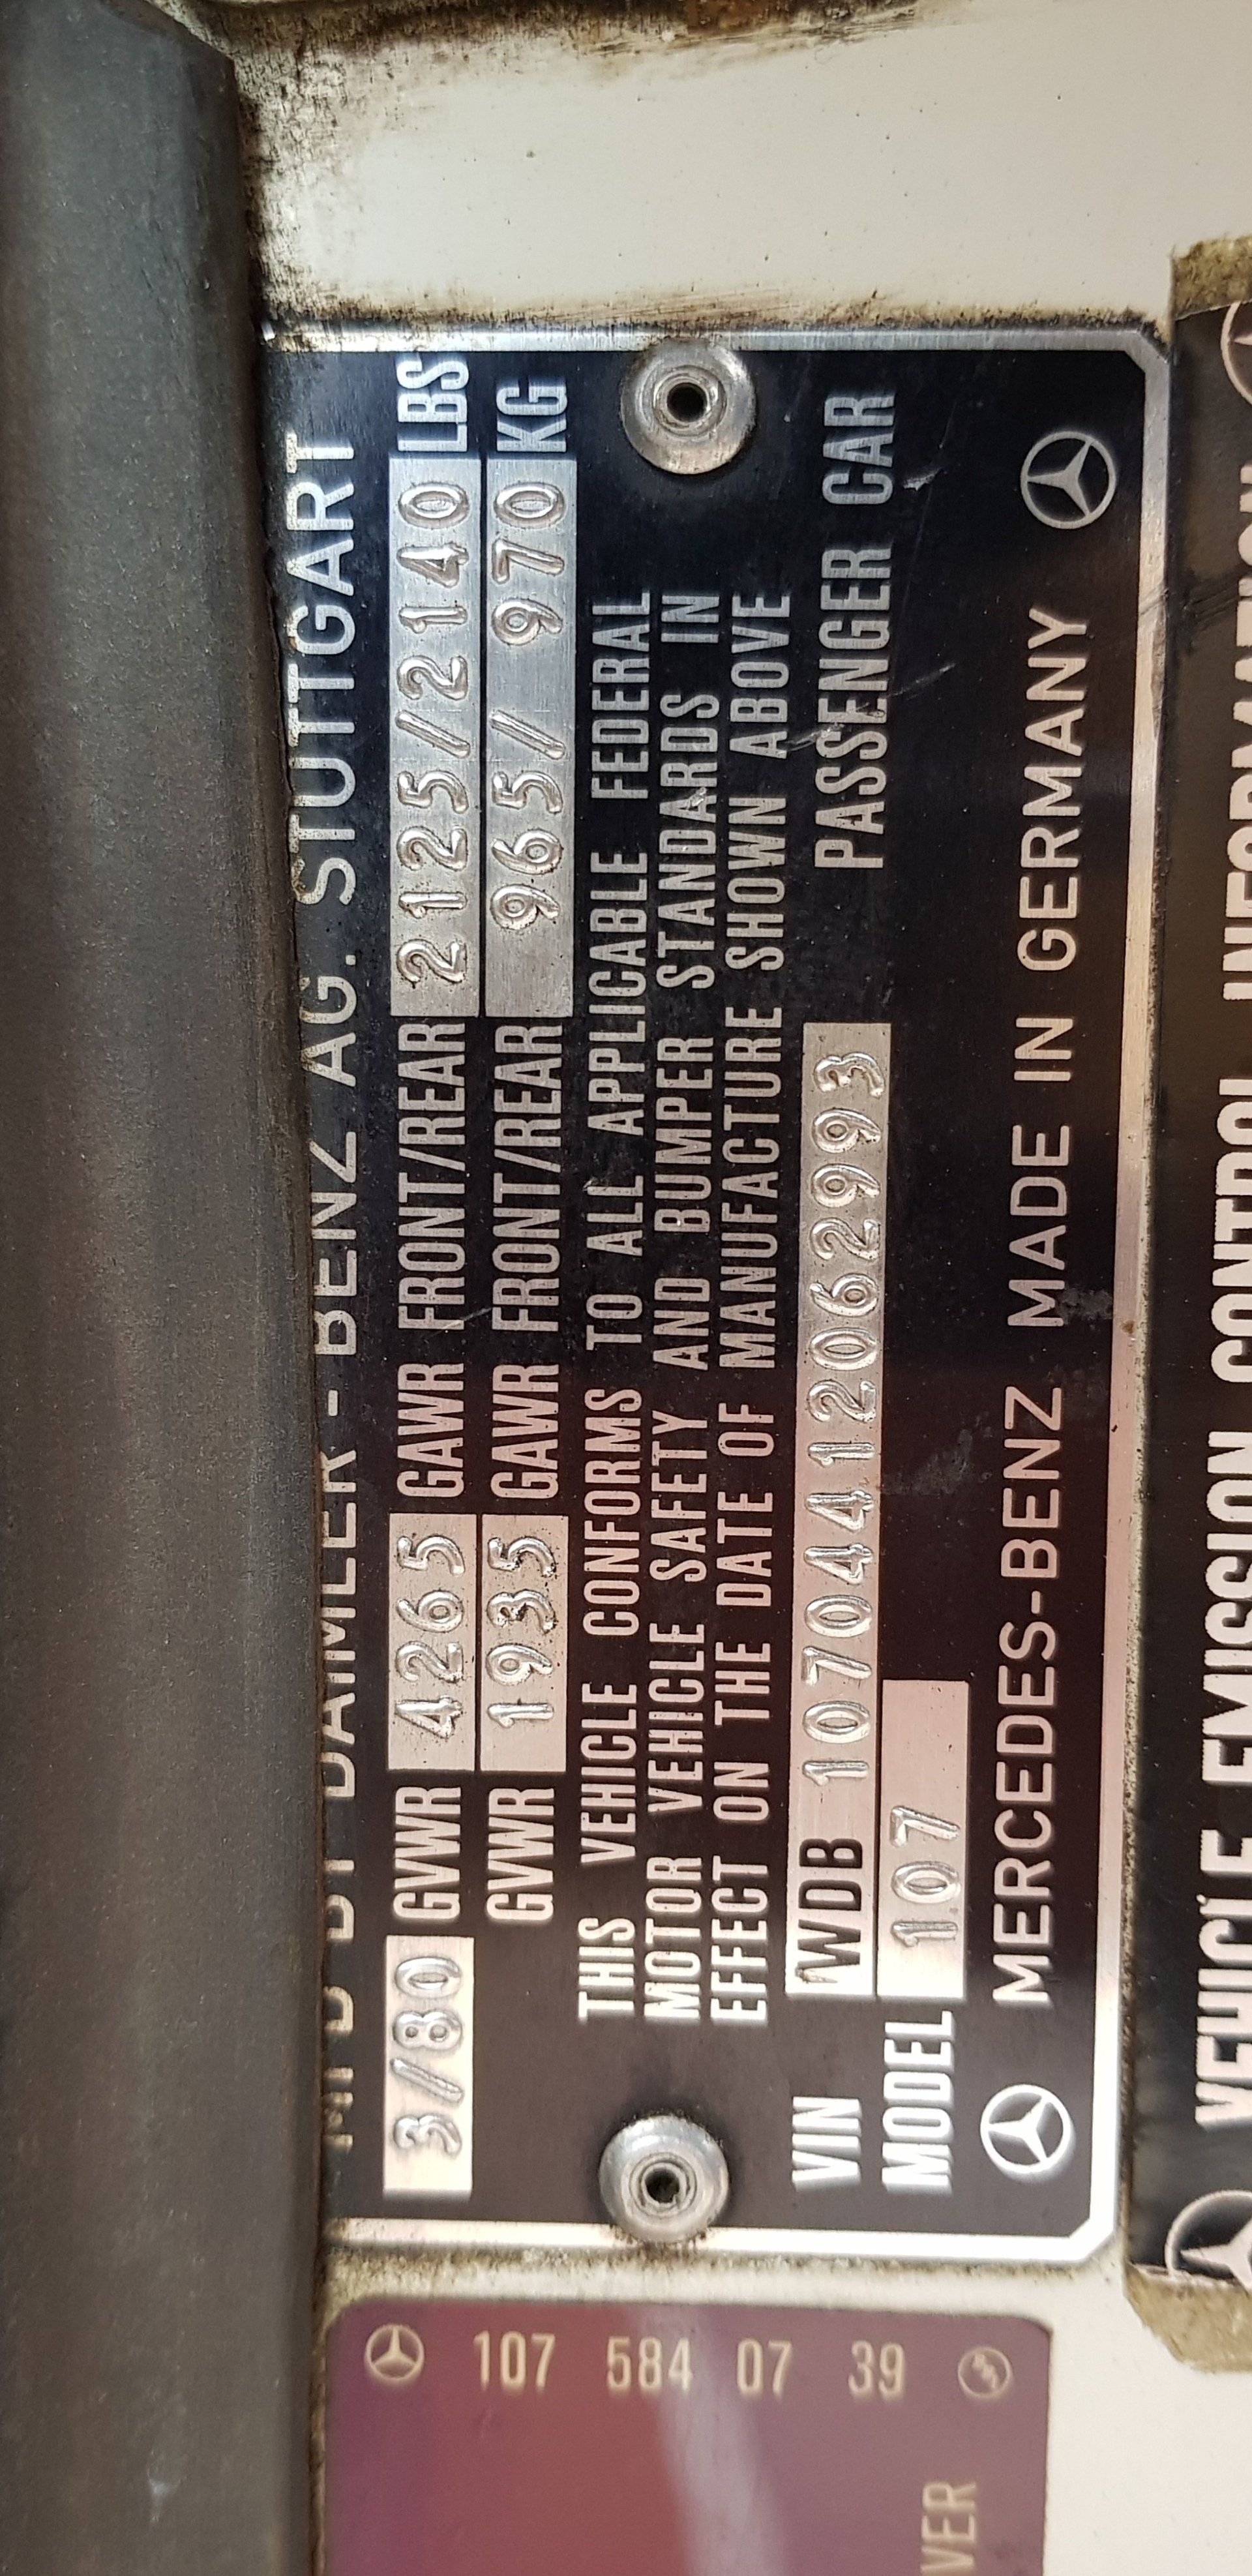 MFD BY DAIMLER - BENZ AG. STUTTGART
3/80 GVWR 4265 GAWR FRONT/REAR 2125/2140 LBS
GVWR 1935 GAWR FRONT/REAR 965/ 970 KG
THIS VEHICLE CONFORMS TO ALL APPLICABLE FEDERAL
MOTOR VEHICLE SAFETY AND BUMPER STANDARDS IN
EFFECT ON THE DATE OF MANUFACTURE SHOWN ABOVE
VIN WDB 10704412062993 PASSENGER CAR
MODEL 107
MERCEDES-BENZ MADE IN GERMANY
VEHICLE EMISSION CONTROL INFORMATION
107 584 07 39